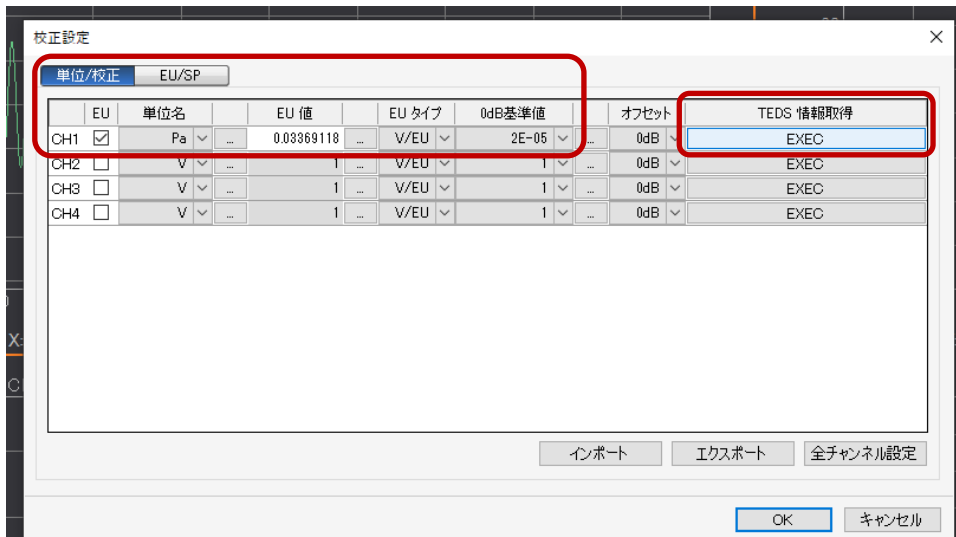 校正設定
単位/校正 EU/SP
EU 単位名 EU 値 EU タイプ 0dB基準値 オフセット TEDS 情報取得
CH1 Pa ... 0.03369118 ... V/EU 2E-05 ... 0dB EXEC
CH2 V ... 1 ... V/EU 1 ... 0dB EXEC
CH3 V ... 1 ... V/EU 1 ... 0dB EXEC
CH4 V ... 1 ... V/EU 1 ... 0dB EXEC
X:
C
インポート エクスポート 全チャンネル設定
OK キャンセル